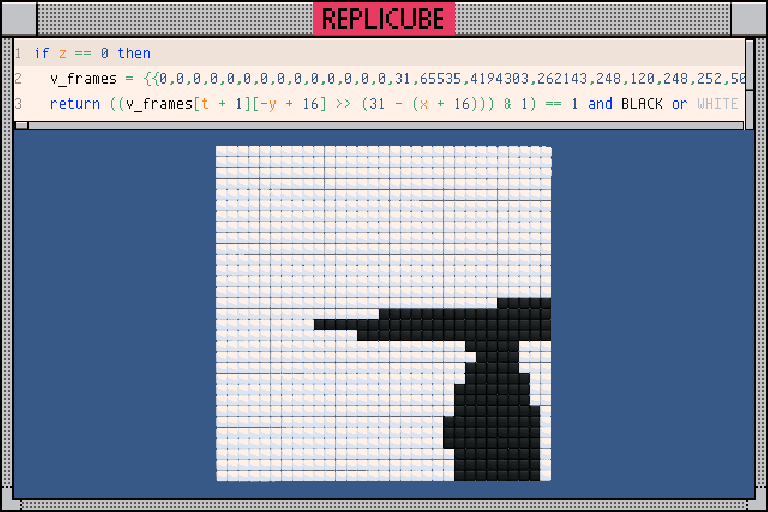 REPLICUBE
1 if z == 0 then
2 v_frames = {{0,0,0,0,0,0,0,0,0,0,0,0,0,0,31,65535,4194303,262143,248,120,248,252,50
3 return ((v_frames[t + 1][-y + 16] >> (31 - (x + 16))) & 1) == 1 and BLACK or WHITE